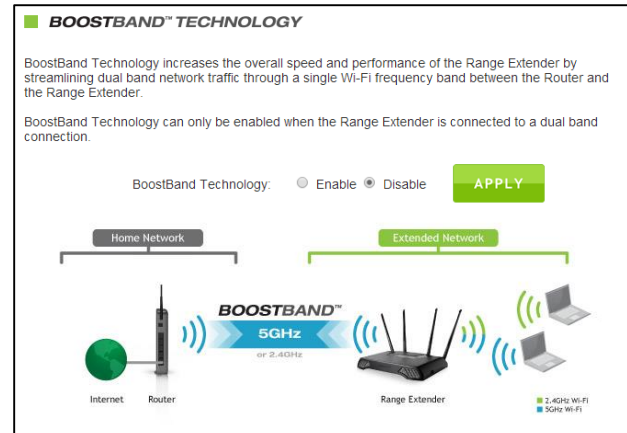 BOOSTBAND™ TECHNOLOGY
BoostBand Technology increases the overall speed and performance of the Range Extender by
streamlining dual band network traffic through a single Wi-Fi frequency band between the Router and
the Range Extender.
BoostBand Technology can only be enabled when the Range Extender is connected to a dual band
connection.
BoostBand Technology: Enable Disable APPLY
Home Network Extended Network
BOOSTBAND™
5GHz
or 2.4GHz
Internet Router Range Extender
2.4GHz Wi-Fi
5GHz Wi-Fi